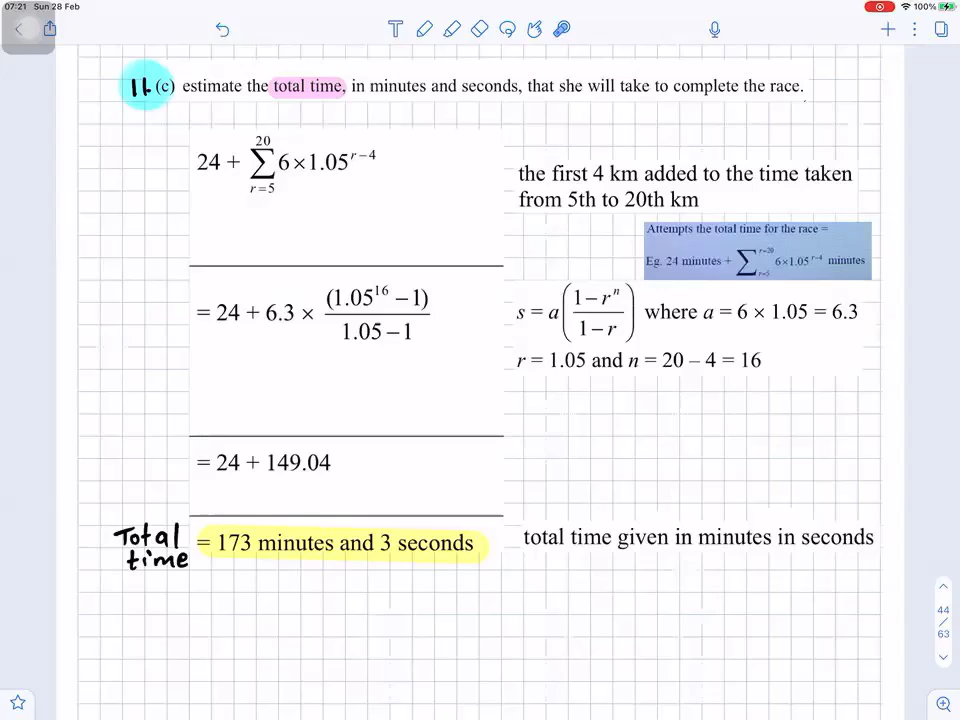 07:21 Sun 28 Feb
100%
11. (c) estimate the total time, in minutes and seconds, that she will take to complete the race.
24 + ∑ 6 × 1.05^(r−4)
20
r = 5
the first 4 km added to the time taken
from 5th to 20th km
Attempts the total time for the race =
Eg. 24 minutes + ∑ 6×1.05^(r−4) minutes
r=20
r=5
= 24 + 6.3 × (1.05^16 − 1) / 1.05 − 1
s = a((1 − r^n) / (1 − r)) where a = 6 × 1.05 = 6.3
r = 1.05 and n = 20 – 4 = 16
= 24 + 149.04
Total
time
= 173 minutes and 3 seconds
total time given in minutes in seconds
44
/
63